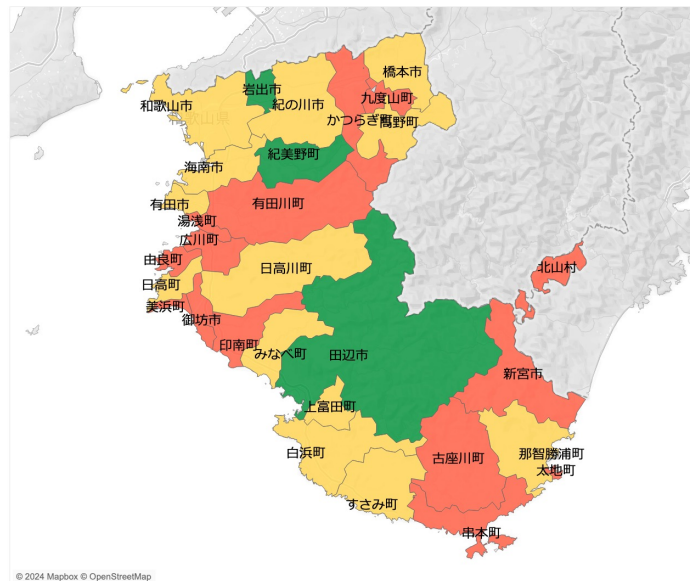 橋本市
岩出市
九度山町
和歌山市
紀の川市
かつらぎ町
高野町
和歌山県
紀美野町
海南市
有田市
有田川町
湯浅町
広川町
由良町
日高川町
北山村
日高町
美浜町
御坊市
印南町
みなべ町
田辺市
新宮市
上富田町
白浜町
古座川町
那智勝浦町
太地町
すさみ町
串本町
© 2024 Mapbox © OpenStreetMap